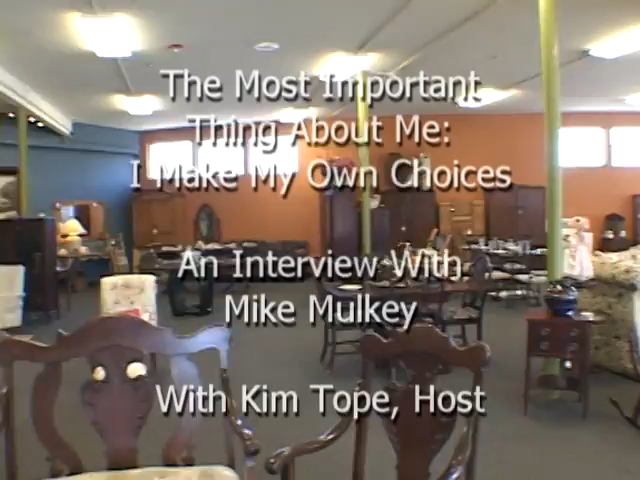 The Most Important
Thing About Me:
I Make My Own Choices
An Interview With
Mike Mulkey
With Kim Tope, Host